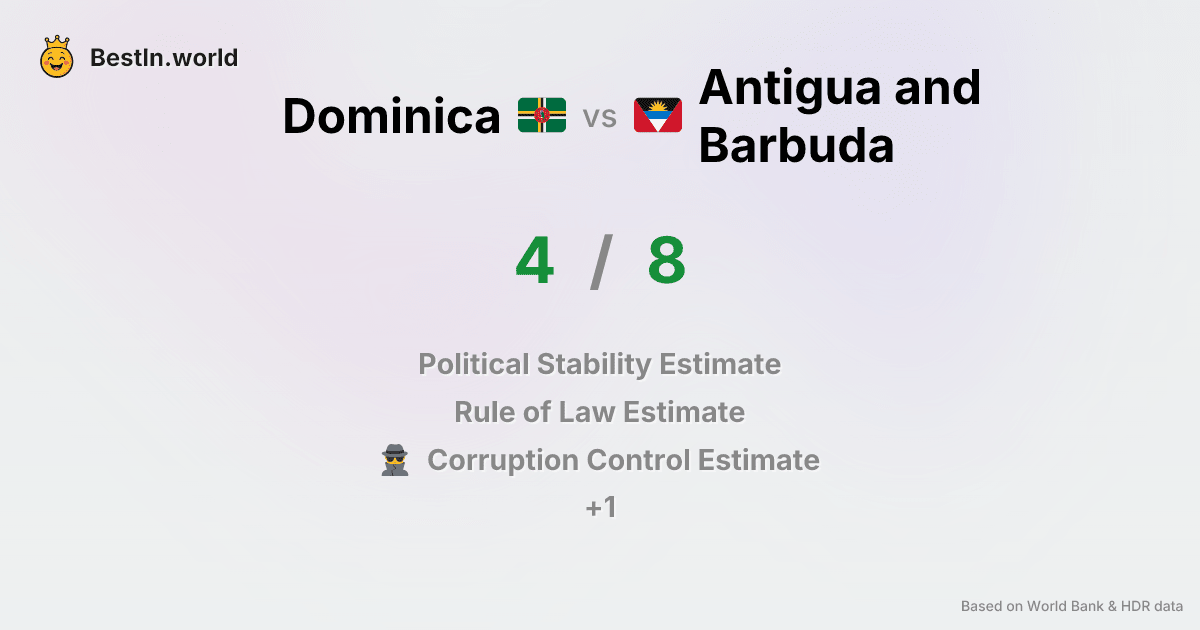 BestIn.world
Dominica vs Antigua and
Barbuda
4 / 8
Political Stability Estimate
Rule of Law Estimate
Corruption Control Estimate
+1
Based on World Bank & HDR data